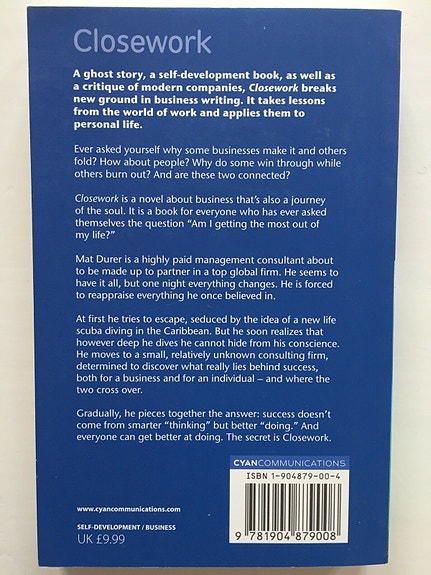 Closework
A ghost story, a self-development book, as well as
a critique of modern companies, Closework breaks
new ground in business writing. It takes lessons
from the world of work and applies them to
personal life.
Ever asked yourself why some businesses make it and others
fold? How about people? Why do some win through while
others burn out? And are these two connected?
Closework is a novel about business that's also a journey
of the soul. It is a book for everyone who has ever asked
themselves the question “Am I getting the most out of
my life?”
Mat Durer is a highly paid management consultant about
to be made up to partner in a top global firm. He seems to
have it all, but one night everything changes. He is forced
to reappraise everything he once believed in.
At first he tries to escape, seduced by the idea of a new life
scuba diving in the Caribbean. But he soon realizes that
however deep he dives he cannot hide from his conscience.
He moves to a small, relatively unknown consulting firm,
determined to discover what really lies behind success,
both for a business and for an individual – and where the
two cross over.
Gradually, he pieces together the answer: success doesn't
come from smarter “thinking” but better “doing.” And
everyone can get better at doing. The secret is Closework.
CYANCOMMUNICATIONS
ISBN 1-904879-00-4
9 781904 879008
www.cyancommunications.com
SELF-DEVELOPMENT / BUSINESS
UK £9.99